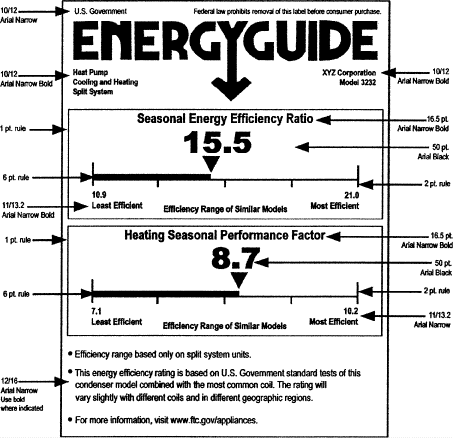 10/12
Arial Narrow
U.S. Government
Federal law prohibits removal of this label before consumer purchase.
ENERGYGUIDE
10/12
Arial Narrow Bold
Heat Pump
Cooling and Heating
Split System
XYZ Corporation
Model 3232
10/12
Arial Narrow Bold
Seasonal Energy Efficiency Ratio
16.5 pt.
Arial Narrow Bold
1 pt. rule
15.5
50 pt.
Arial Black
6 pt. rule
2 pt. rule
10.9
21.0
11/13.2
Arial Narrow Bold
Least Efficient
Most Efficient
Efficiency Range of Similar Models
Heating Seasonal Performance Factor
16.5 pt.
Arial Narrow Bold
1 pt. rule
8.7
50 pt.
Arial Black
6 pt. rule
2 pt. rule
7.1
10.2
Least Efficient
Most Efficient
11/13.2
Arial Narrow
Efficiency Range of Similar Models
• Efficiency range based only on split system units.
12/16
Arial Narrow
Use bold
where indicated
• This energy efficiency rating is based on U.S. Government standard tests of this
condenser model combined with the most common coil. The rating will
vary slightly with different coils and in different geographic regions.
• For more information, visit www.ftc.gov/appliances.